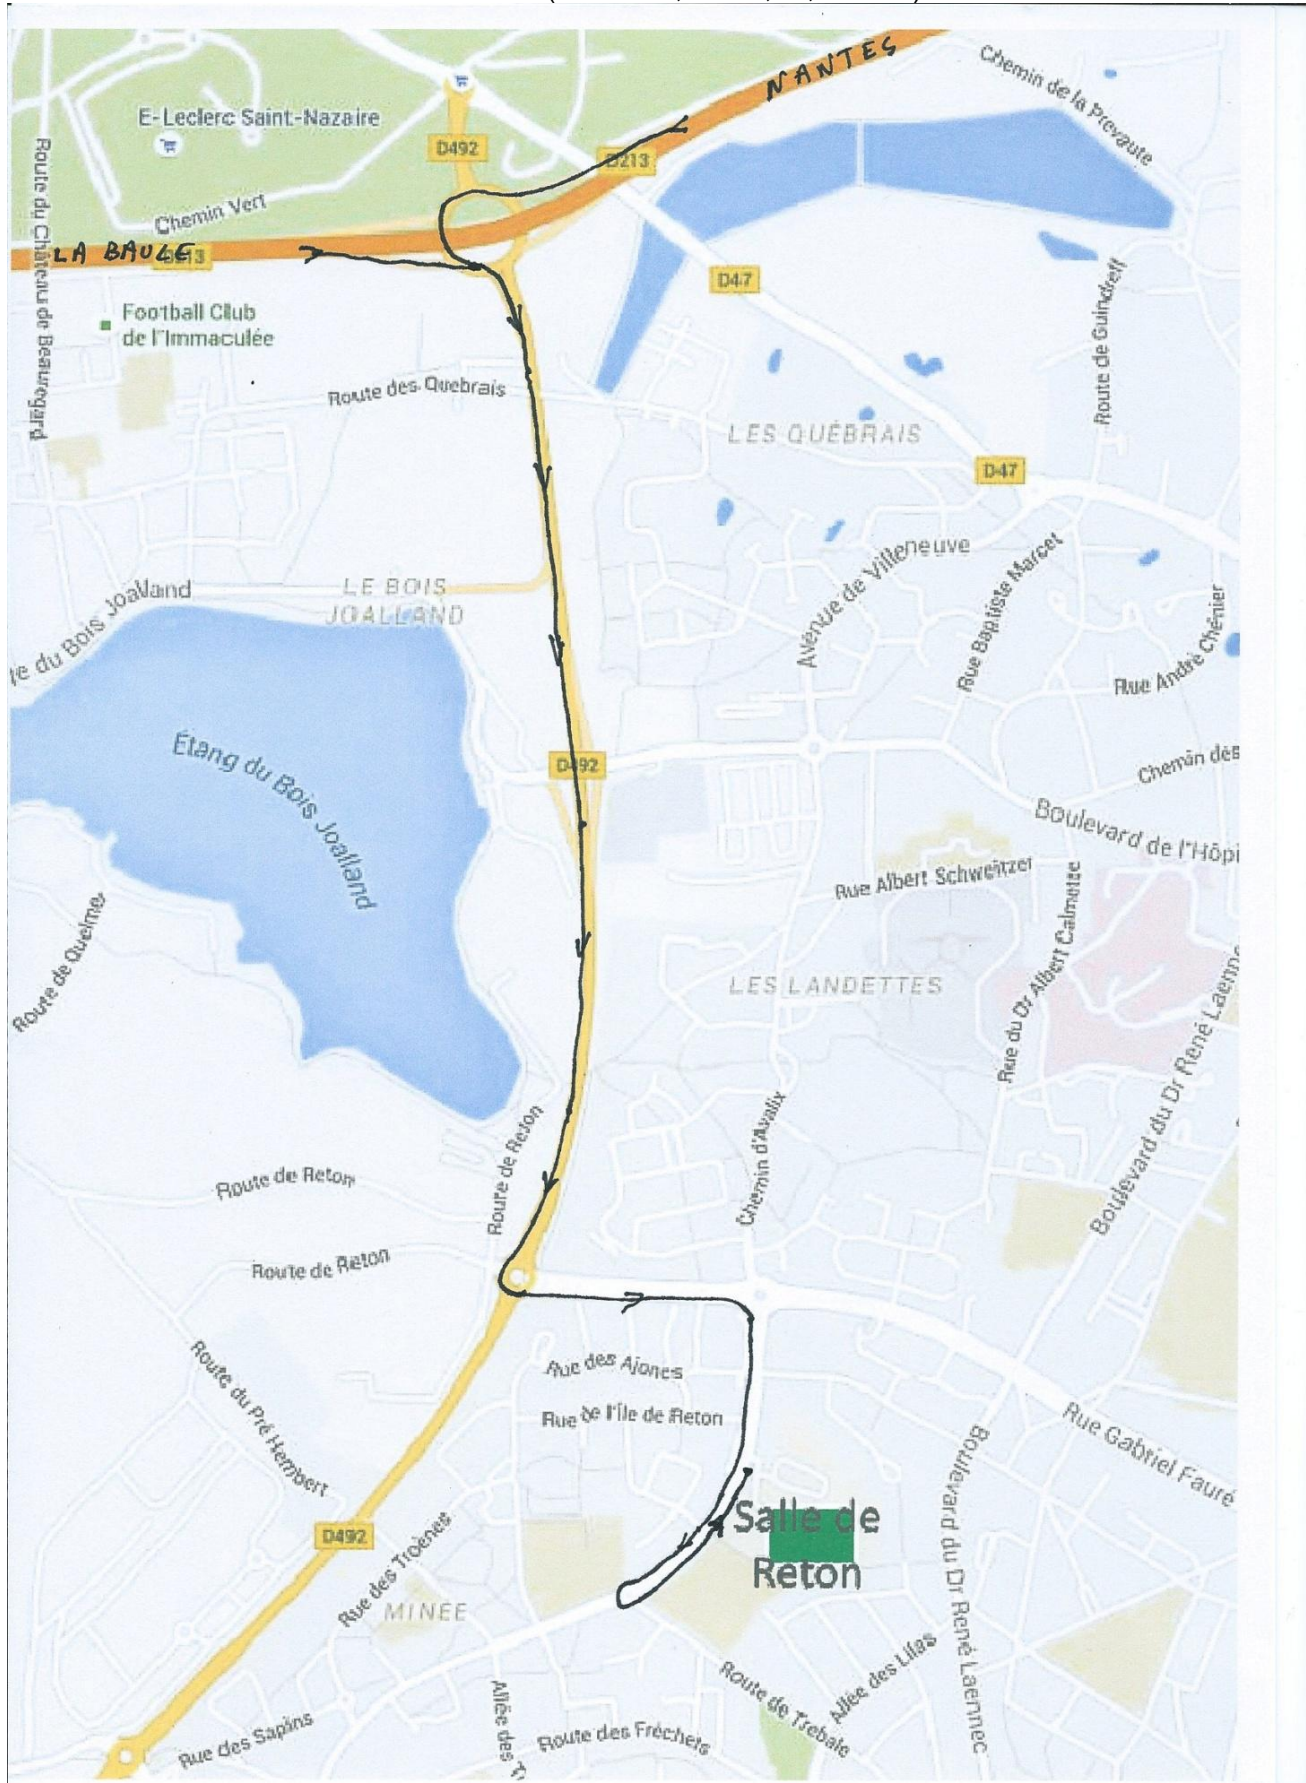 NANTES
Chemin de la Prevaute
E-Leclerc Saint-Nazaire
D492
D213
Route du Château de Beauregard
Chemin Vert
LA BAULE
D213
D47
Football Club
de l'Immaculée
Route de Guindreff
Route des Quebrais
LES QUÉBRAIS
D47
Avenue de Villeneuve
Rue Baptiste Marcet
LE BOIS
JOALLAND
te du Bois Joalland
Rue André Chénier
Étang du Bois Joalland
D492
Chemin des
Boulevard de l'Hôpi
Rue Albert Schweitzer
Rue du Dr Albert Calmette
Route de Quelmer
LES LANDETTES
Boulevard du Dr René Laenne
Route de Reton
Chemin d'Avalix
Route de Reton
Route de Reton
Rue des Ajoncs
Rue de l'Île de Reton
Route du Pré Hembert
Rue Gabriel Fauré
Salle de
Reton
Boulevard du Dr René Laennec
D492
Rue des Troènes
MINÉE
Allée des Lilas
Route de Trebale
Rue des Sapins
Allée des T
Route des Fréchets